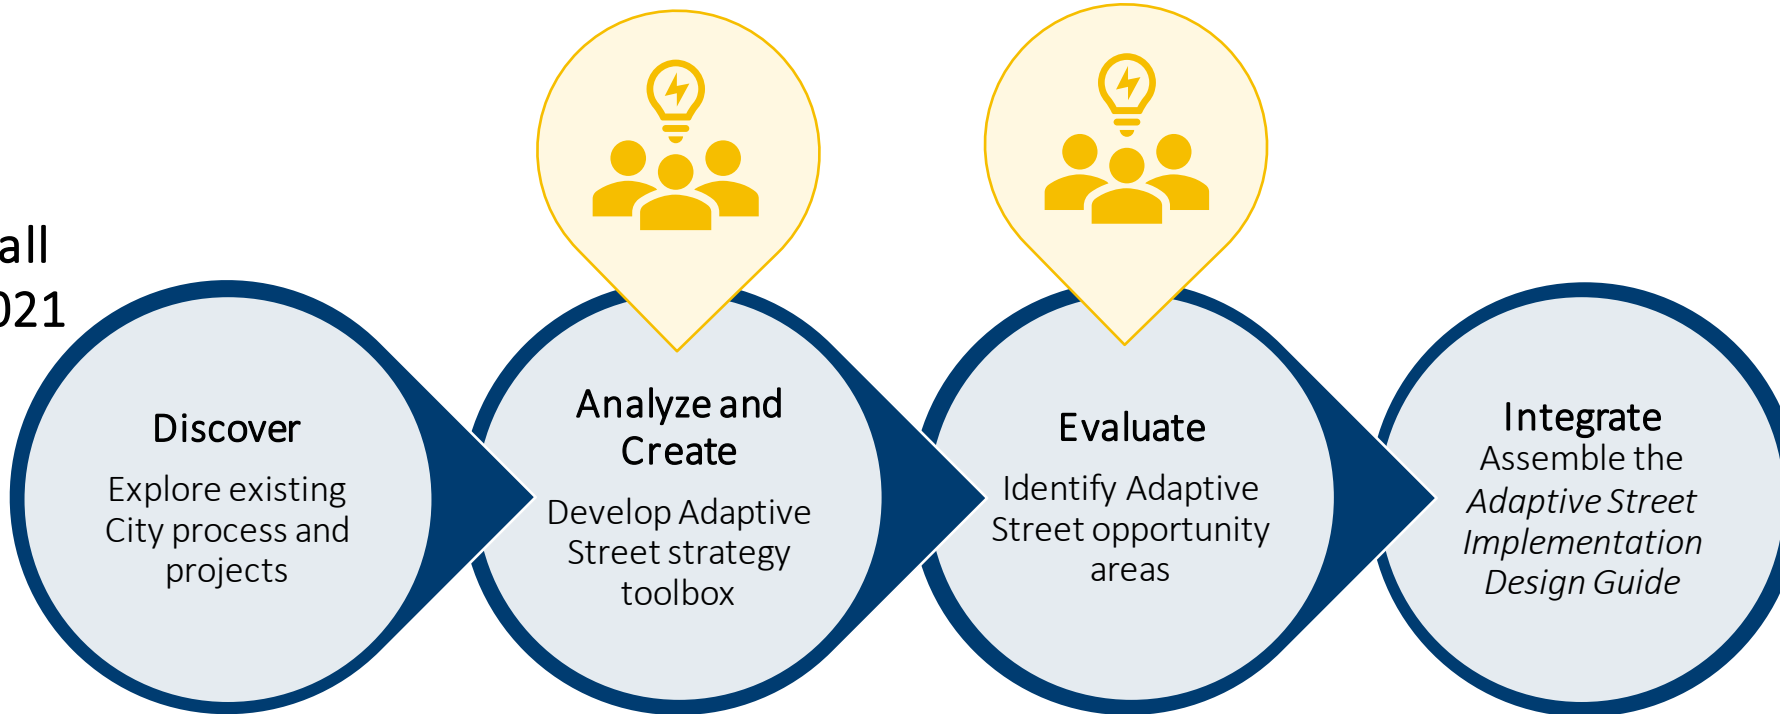 all
021
Discover
Explore existing
City process and
projects
Analyze and
Create
Develop Adaptive
Street strategy
toolbox
Evaluate
Identify Adaptive
Street opportunity
areas
Integrate
Assemble the
Adaptive Street
Implementation
Design Guide